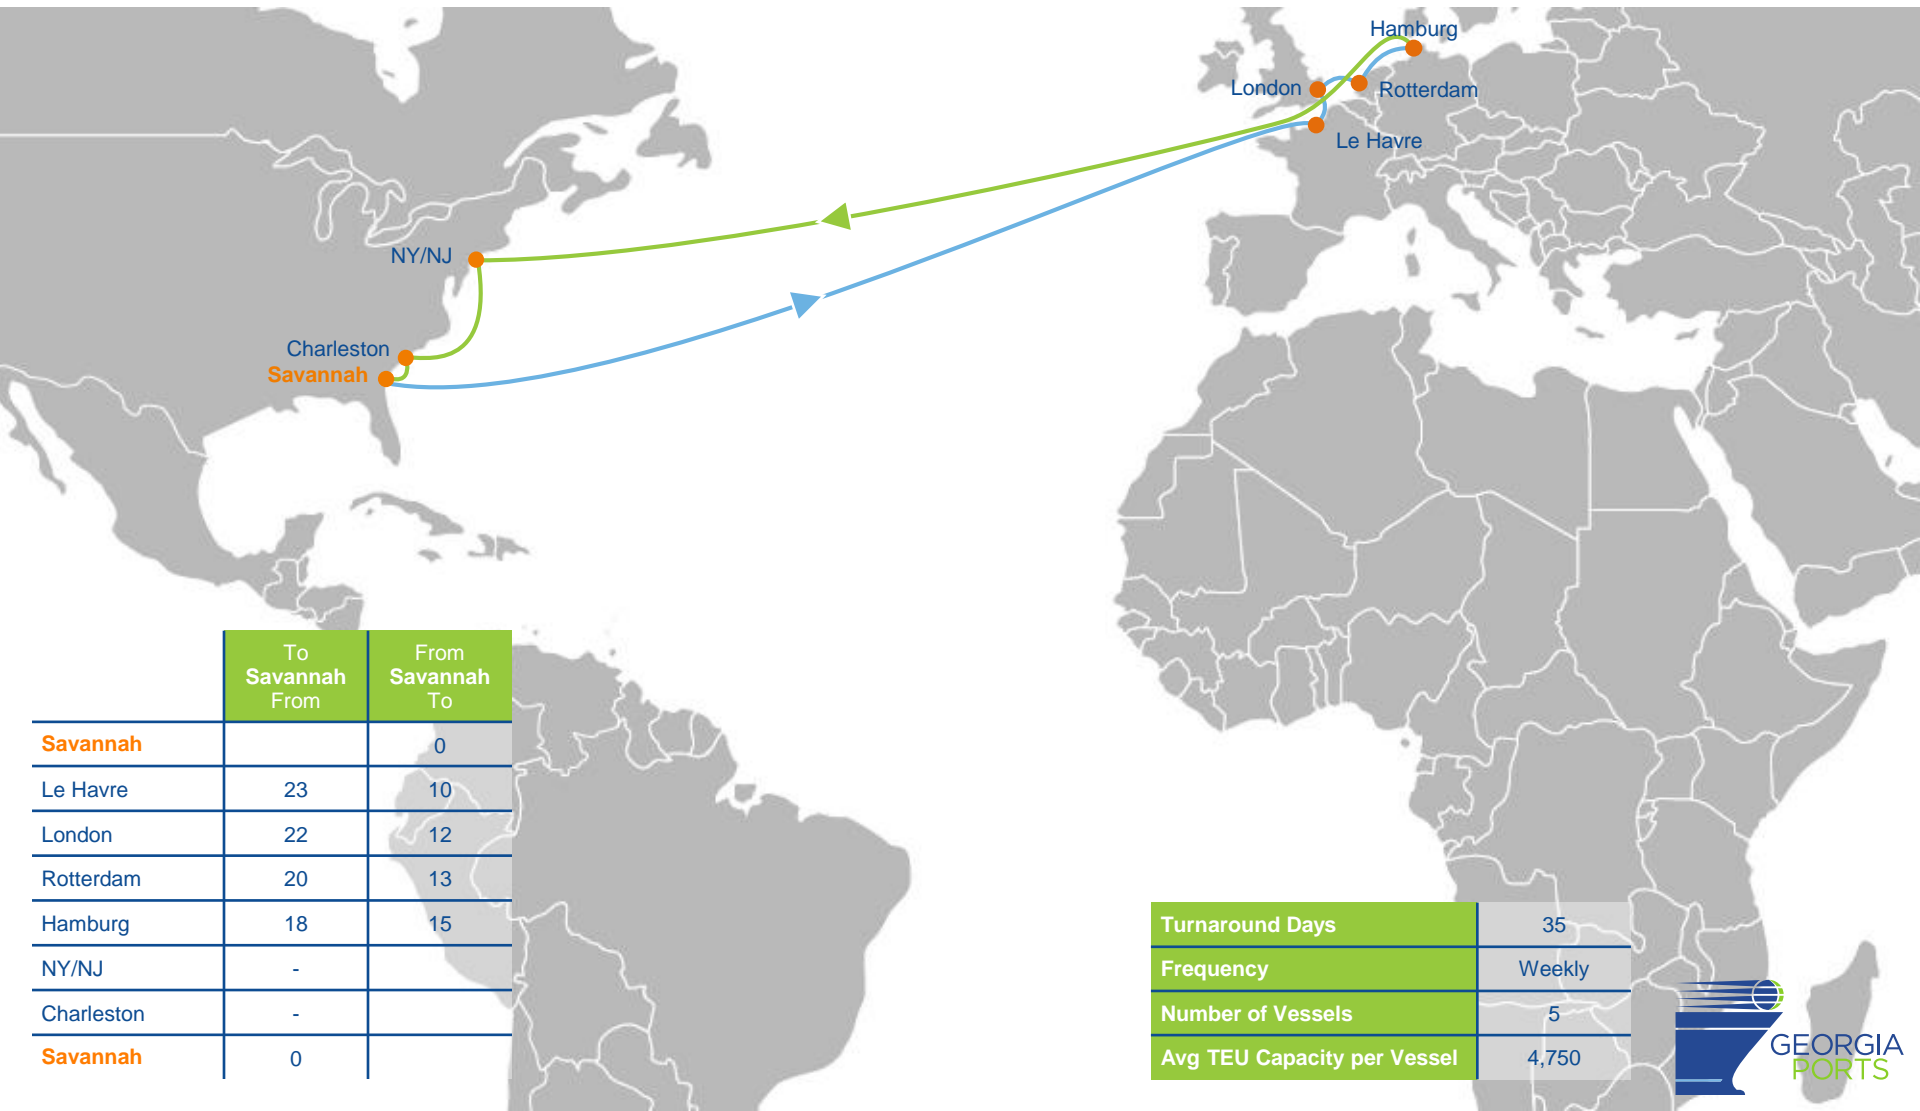 Hamburg
London
Rotterdam
Le Havre
NY/NJ
Charleston
Savannah
To From
Savannah Savannah
From To
Savannah 0
Le Havre 23 10
London 22 12
Rotterdam 20 13
Hamburg 18 15
NY/NJ -
Charleston -
Savannah 0
Turnaround Days 35
Frequency Weekly
Number of Vessels 5
Avg TEU Capacity per Vessel 4,750
GEORGIA
PORTS